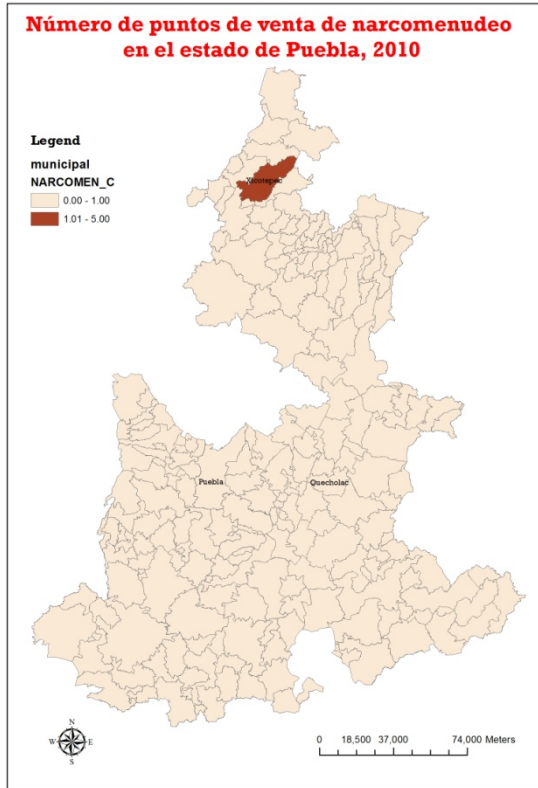 Número de puntos de venta de narcomenudeo
en el estado de Puebla, 2010
Legend
municipal
NARCOMEN_C
0.00 - 1.00
1.01 - 5.00
Xicotepec
Puebla
Quecholac
N
W E
S
0 18,500 37,000 74,000 Meters